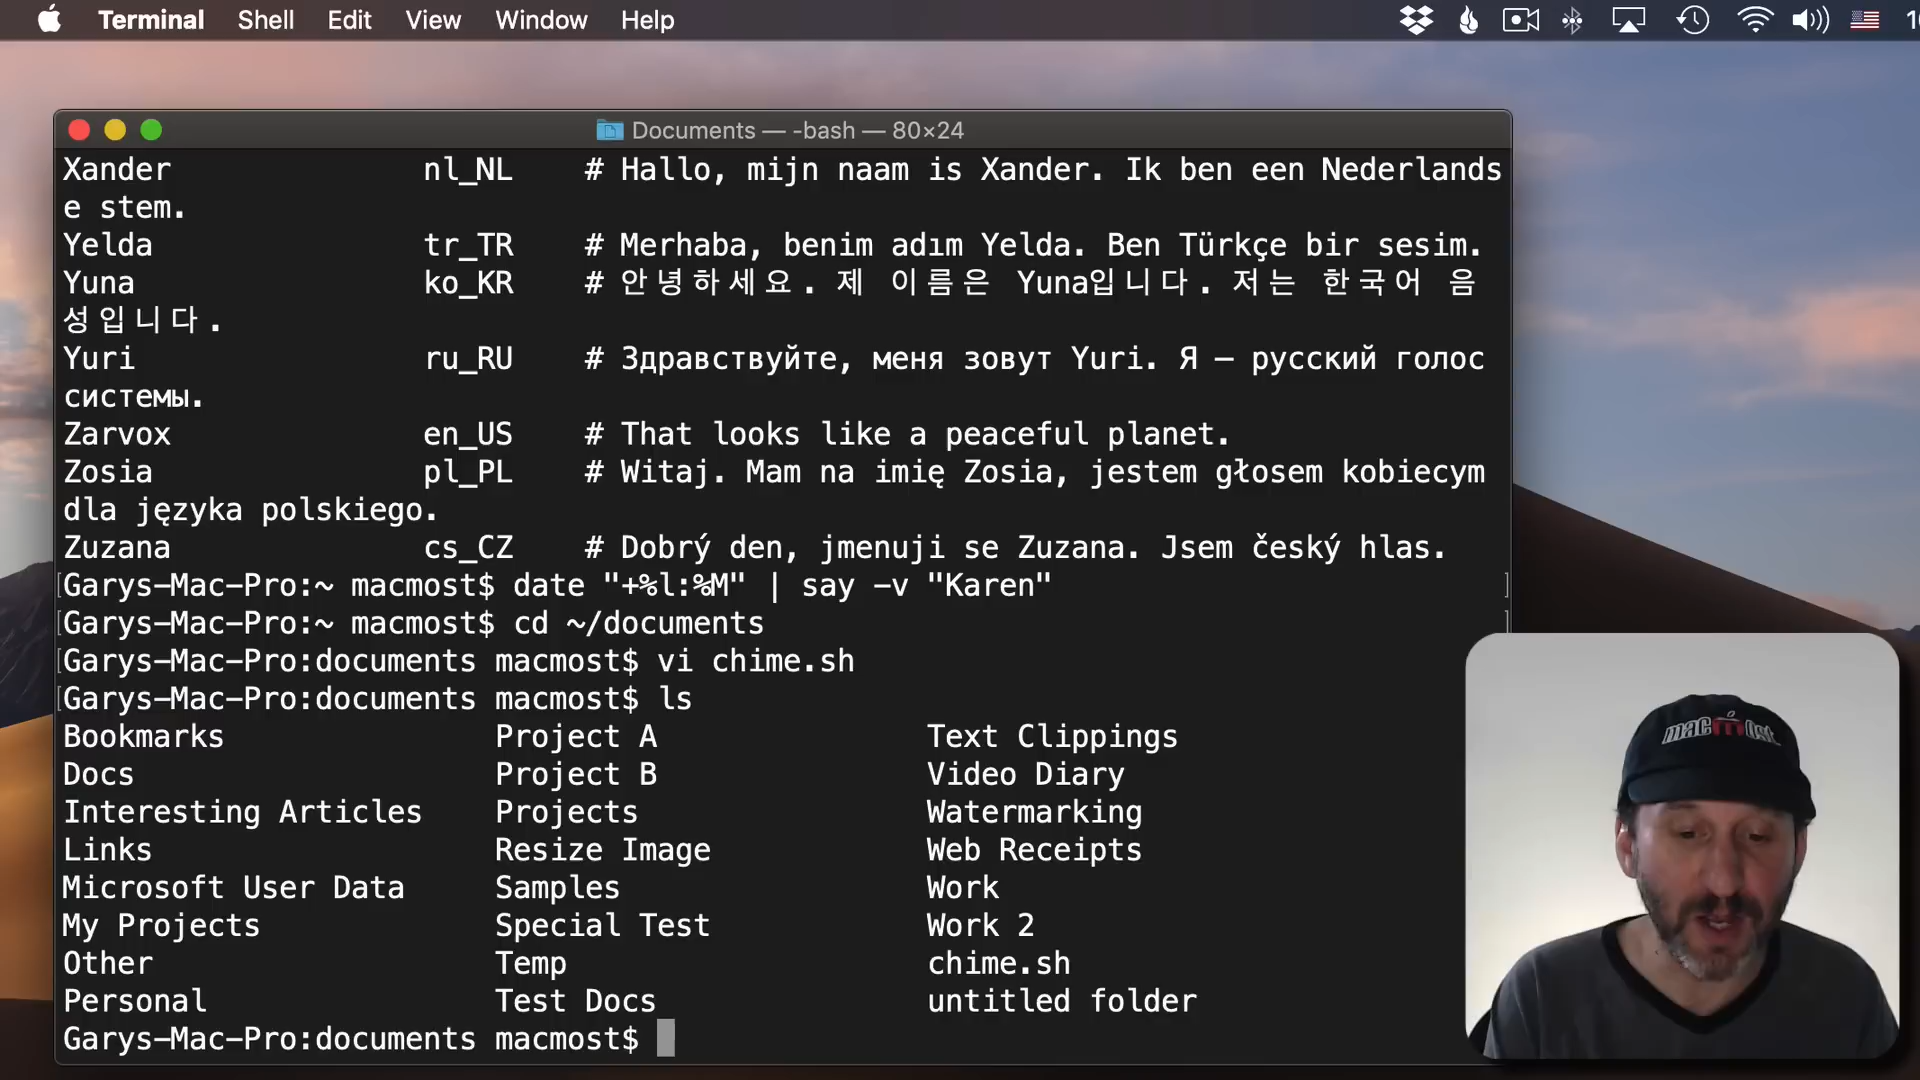 Terminal Shell Edit View Window Help
Documents — -bash — 80×24
Xander nl_NL # Hallo, mijn naam is Xander. Ik ben een Nederlands
e stem.
Yelda tr_TR # Merhaba, benim adım Yelda. Ben Türkçe bir sesim.
Yuna ko_KR # 안녕하세요. 제 이름은 Yuna입니다. 저는 한국어 음
성입니다.
Yuri ru_RU # Здравствуйте, меня зовут Yuri. Я – русский голос
системы.
Zarvox en_US # That looks like a peaceful planet.
Zosia pl_PL # Witaj. Mam na imię Zosia, jestem głosem kobiecym
dla języka polskiego.
Zuzana cs_CZ # Dobrý den, jmenuji se Zuzana. Jsem český hlas.
[Garys-Mac-Pro:~ macmost$ date "+%l:%M" | say -v "Karen" ]
[Garys-Mac-Pro:~ macmost$ cd ~/documents ]
[Garys-Mac-Pro:documents macmost$ vi chime.sh
[Garys-Mac-Pro:documents macmost$ ls
Bookmarks Project A Text Clippings
Docs Project B Video Diary
Interesting Articles Projects Watermarking
Links Resize Image Web Receipts
Microsoft User Data Samples Work
My Projects Special Test Work 2
Other Temp chime.sh
Personal Test Docs untitled folder
Garys-Mac-Pro:documents macmost$
macmost